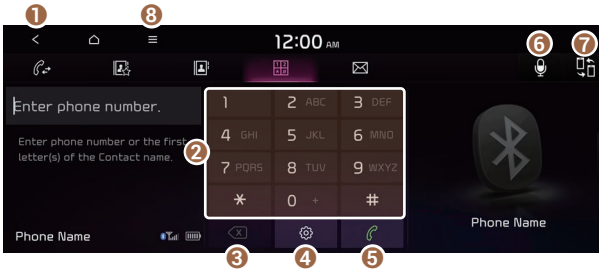 1
8
12:00 AM
6
7
Enter phone number.
1
2 ABC
3 DEF
Enter phone number or the first
letter(s) of the Contact name.
4 GHI
5 JKL
6 MNO
2
7 PQRS
8 TUV
9 WXYZ
*
0 +
#
Phone Name
Phone Name
3
4
5